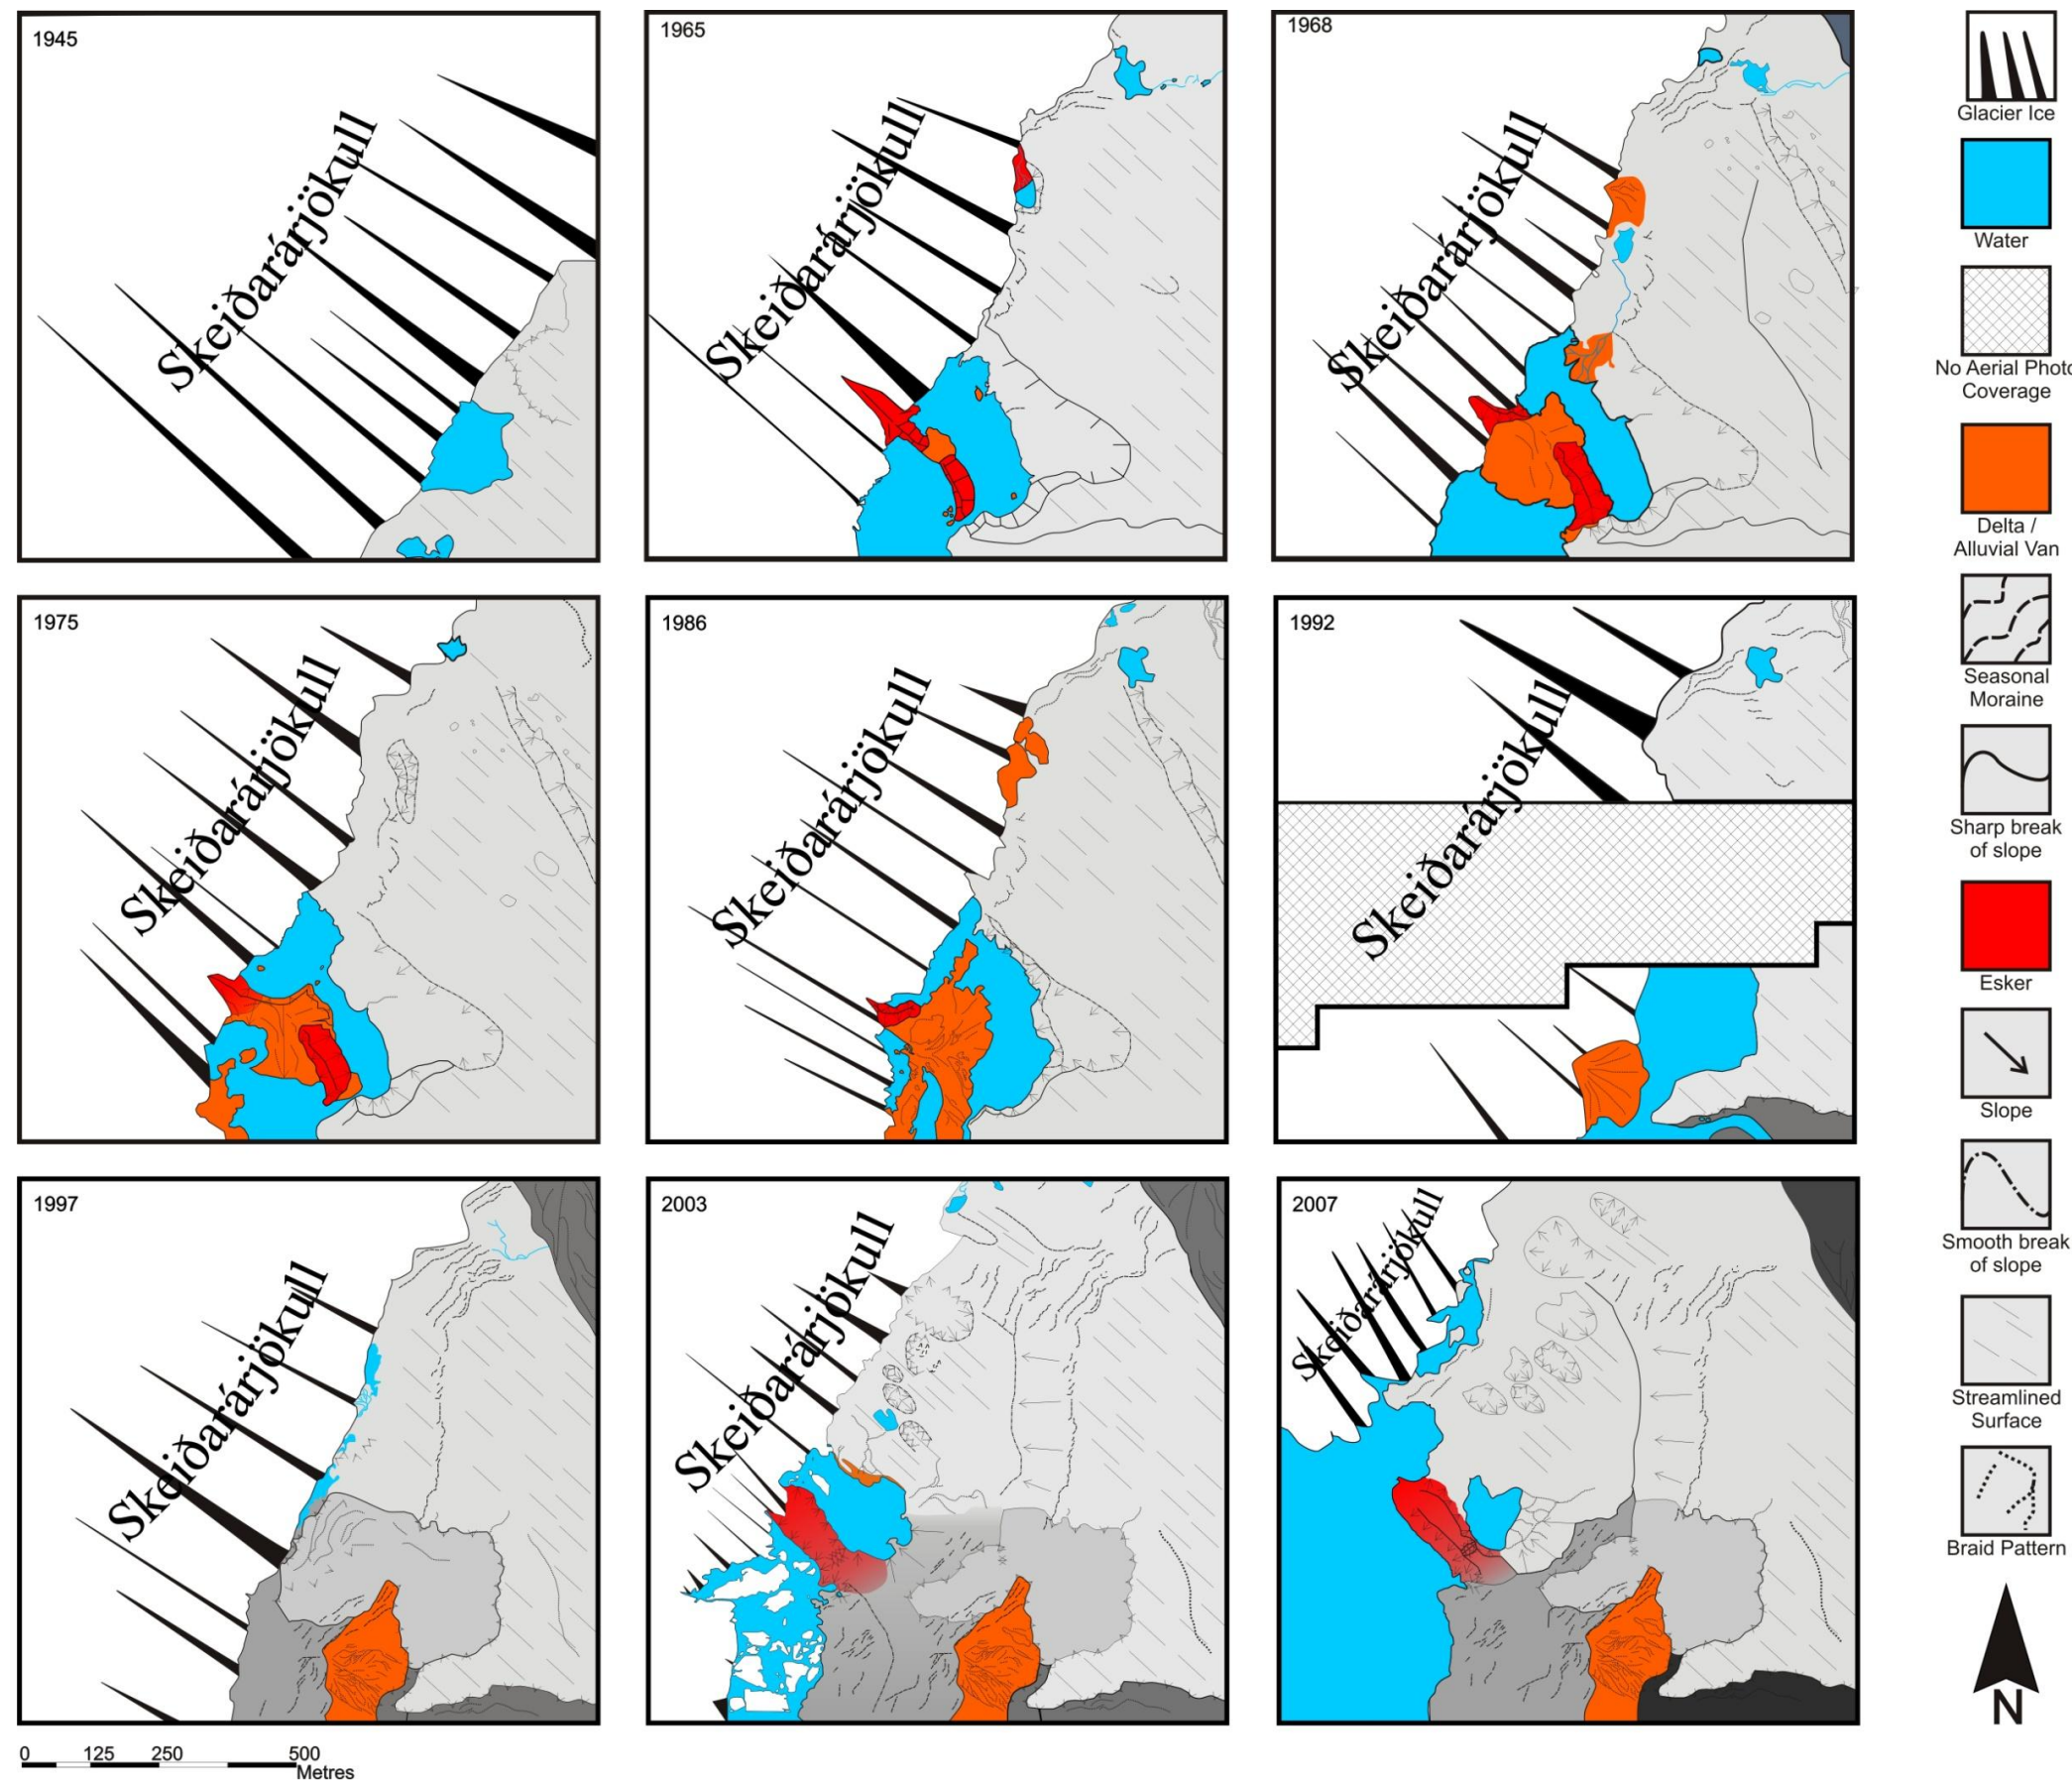 1945
Skeiðarárjökull
1965
Skeiðarárjökull
1968
Skeiðarárjökull
1975
Skeiðarárjökull
1986
Skeiðarárjökull
1992
Skeiðarárjökull
1997
Skeiðarárjökull
2003
Skeiðarárjökull
2007
Skeiðarárjökull
Glacier Ice
Water
No Aerial Photo
Coverage
Delta /
Alluvial Van
Seasonal
Moraine
Sharp break
of slope
Esker
Slope
Smooth break
of slope
Streamlined
Surface
Braid Pattern
N
0 125 250 500
Metres